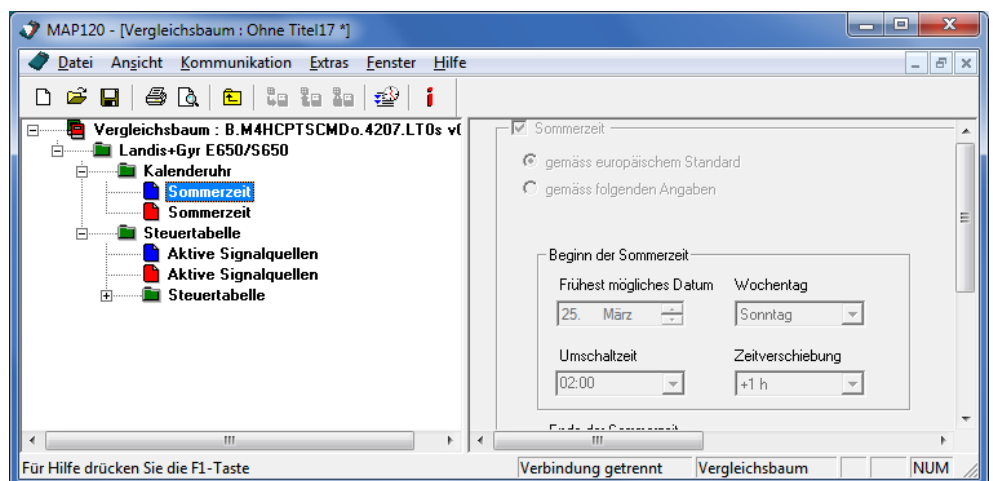 MAP120 - [Vergleichsbaum : Ohne Titel17 *]
Datei Ansicht Kommunikation Extras Fenster Hilfe
Vergleichsbaum : B.M4HCPTSCMDo.4207.LT0s v(
Landis+Gyr E650/S650
Kalenderuhr
Sommerzeit
Sommerzeit
Steuertabelle
Aktive Signalquellen
Aktive Signalquellen
Steuertabelle
Sommerzeit
gemäss europäischem Standard
gemäss folgenden Angaben
Beginn der Sommerzeit
Frühest mögliches Datum Wochentag
25. März Sonntag
Umschaltzeit Zeitverschiebung
02:00 +1 h
Ende der Sommerzeit
Für Hilfe drücken Sie die F1-Taste Verbindung getrennt Vergleichsbaum NUM